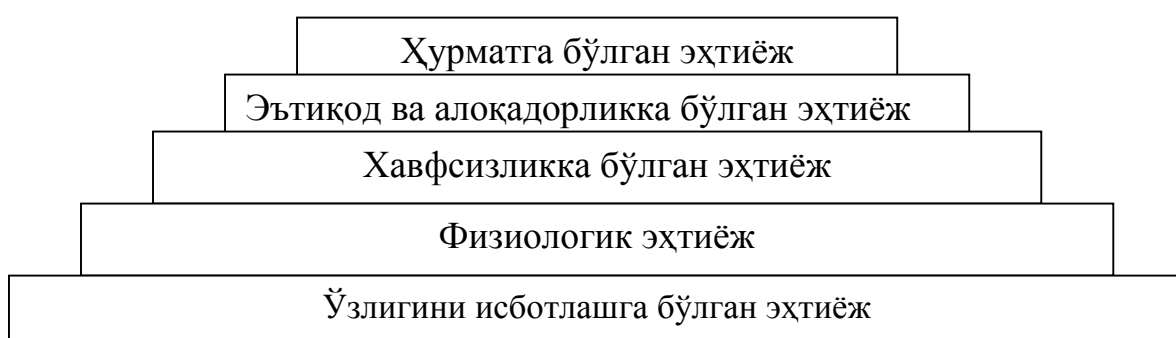 Ҳурматга бўлган эҳтиёж
Эътиқод ва алоқадорликка бўлган эҳтиёж
Хавфсизликка бўлган эҳтиёж
Физиологик эҳтиёж
Ўзлигини исботлашга бўлган эҳтиёж